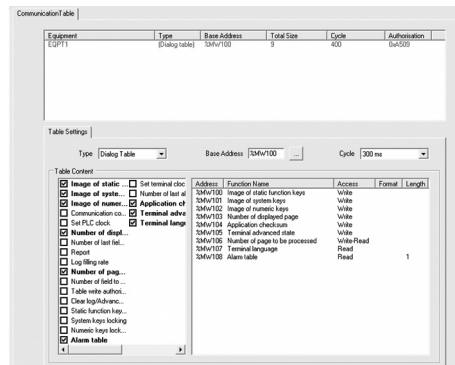 CommunicationTable
Equipment Type Base Address Total Size Cycle Authorisation
EQPT1 (Dialog table) %MW100 9 400 0xA509
Table Settings
Type Dialog Table Base Address %MW100 ... Cycle 300 ms
Table Content
Image of static ... Set terminal cloc
Image of syste... Number of last al
Image of numer... Application ch
Communication co... Terminal adva
Set PLC clock Terminal langu
Number of displ...
Number of last fiel...
Report
Log filling rate
Number of pag...
Number of field to ...
Table write authori...
Clear log/Advanc...
Static function key...
System keys locking
Numeric keys lock...
Alarm table
Address Function Name Access Format Length
%MW100 Image of static function keys Write
%MW101 Image of system keys Write
%MW102 Image of numeric keys Write
%MW103 Number of displayed page Write
%MW104 Application checksum Write
%MW105 Terminal advanced state Write
%MW106 Number of page to be processed Write-Read
%MW107 Terminal language Read
%MW108 Alarm table Read 1